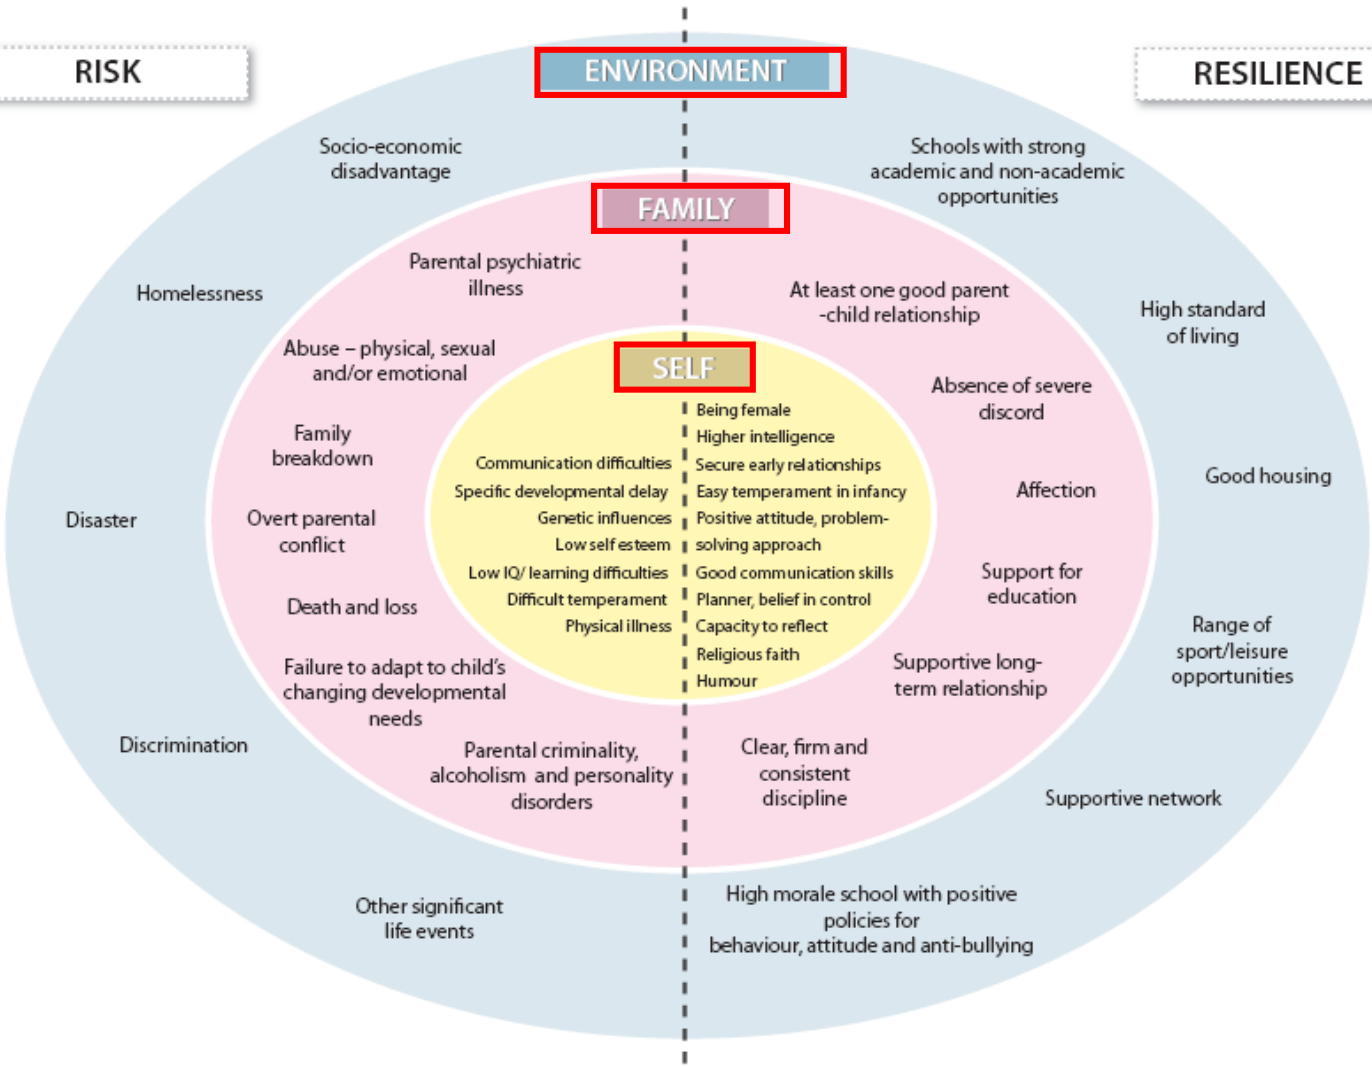 RISK
ENVIRONMENT
RESILIENCE
Socio-economic
disadvantage
Homelessness
Disaster
Discrimination
Other significant
life events
Schools with strong
academic and non-academic
opportunities
High standard
of living
Good housing
Range of
sport/leisure
opportunities
Supportive network
High morale school with positive
policies for
behaviour, attitude and anti-bullying
FAMILY
Parental psychiatric
illness
Abuse – physical, sexual
and/or emotional
Family
breakdown
Overt parental
conflict
Death and loss
Failure to adapt to child’s
changing developmental
needs
Parental criminality,
alcoholism and personality
disorders
At least one good parent
-child relationship
Absence of severe
discord
Affection
Support for
education
Supportive long-
term relationship
Clear, firm and
consistent
discipline
SELF
Communication difficulties
Specific developmental delay
Genetic influences
Low self esteem
Low IQ/ learning difficulties
Difficult temperament
Physical illness
Being female
Higher intelligence
Secure early relationships
Easy temperament in infancy
Positive attitude, problem-
solving approach
Good communication skills
Planner, belief in control
Capacity to reflect
Religious faith
Humour